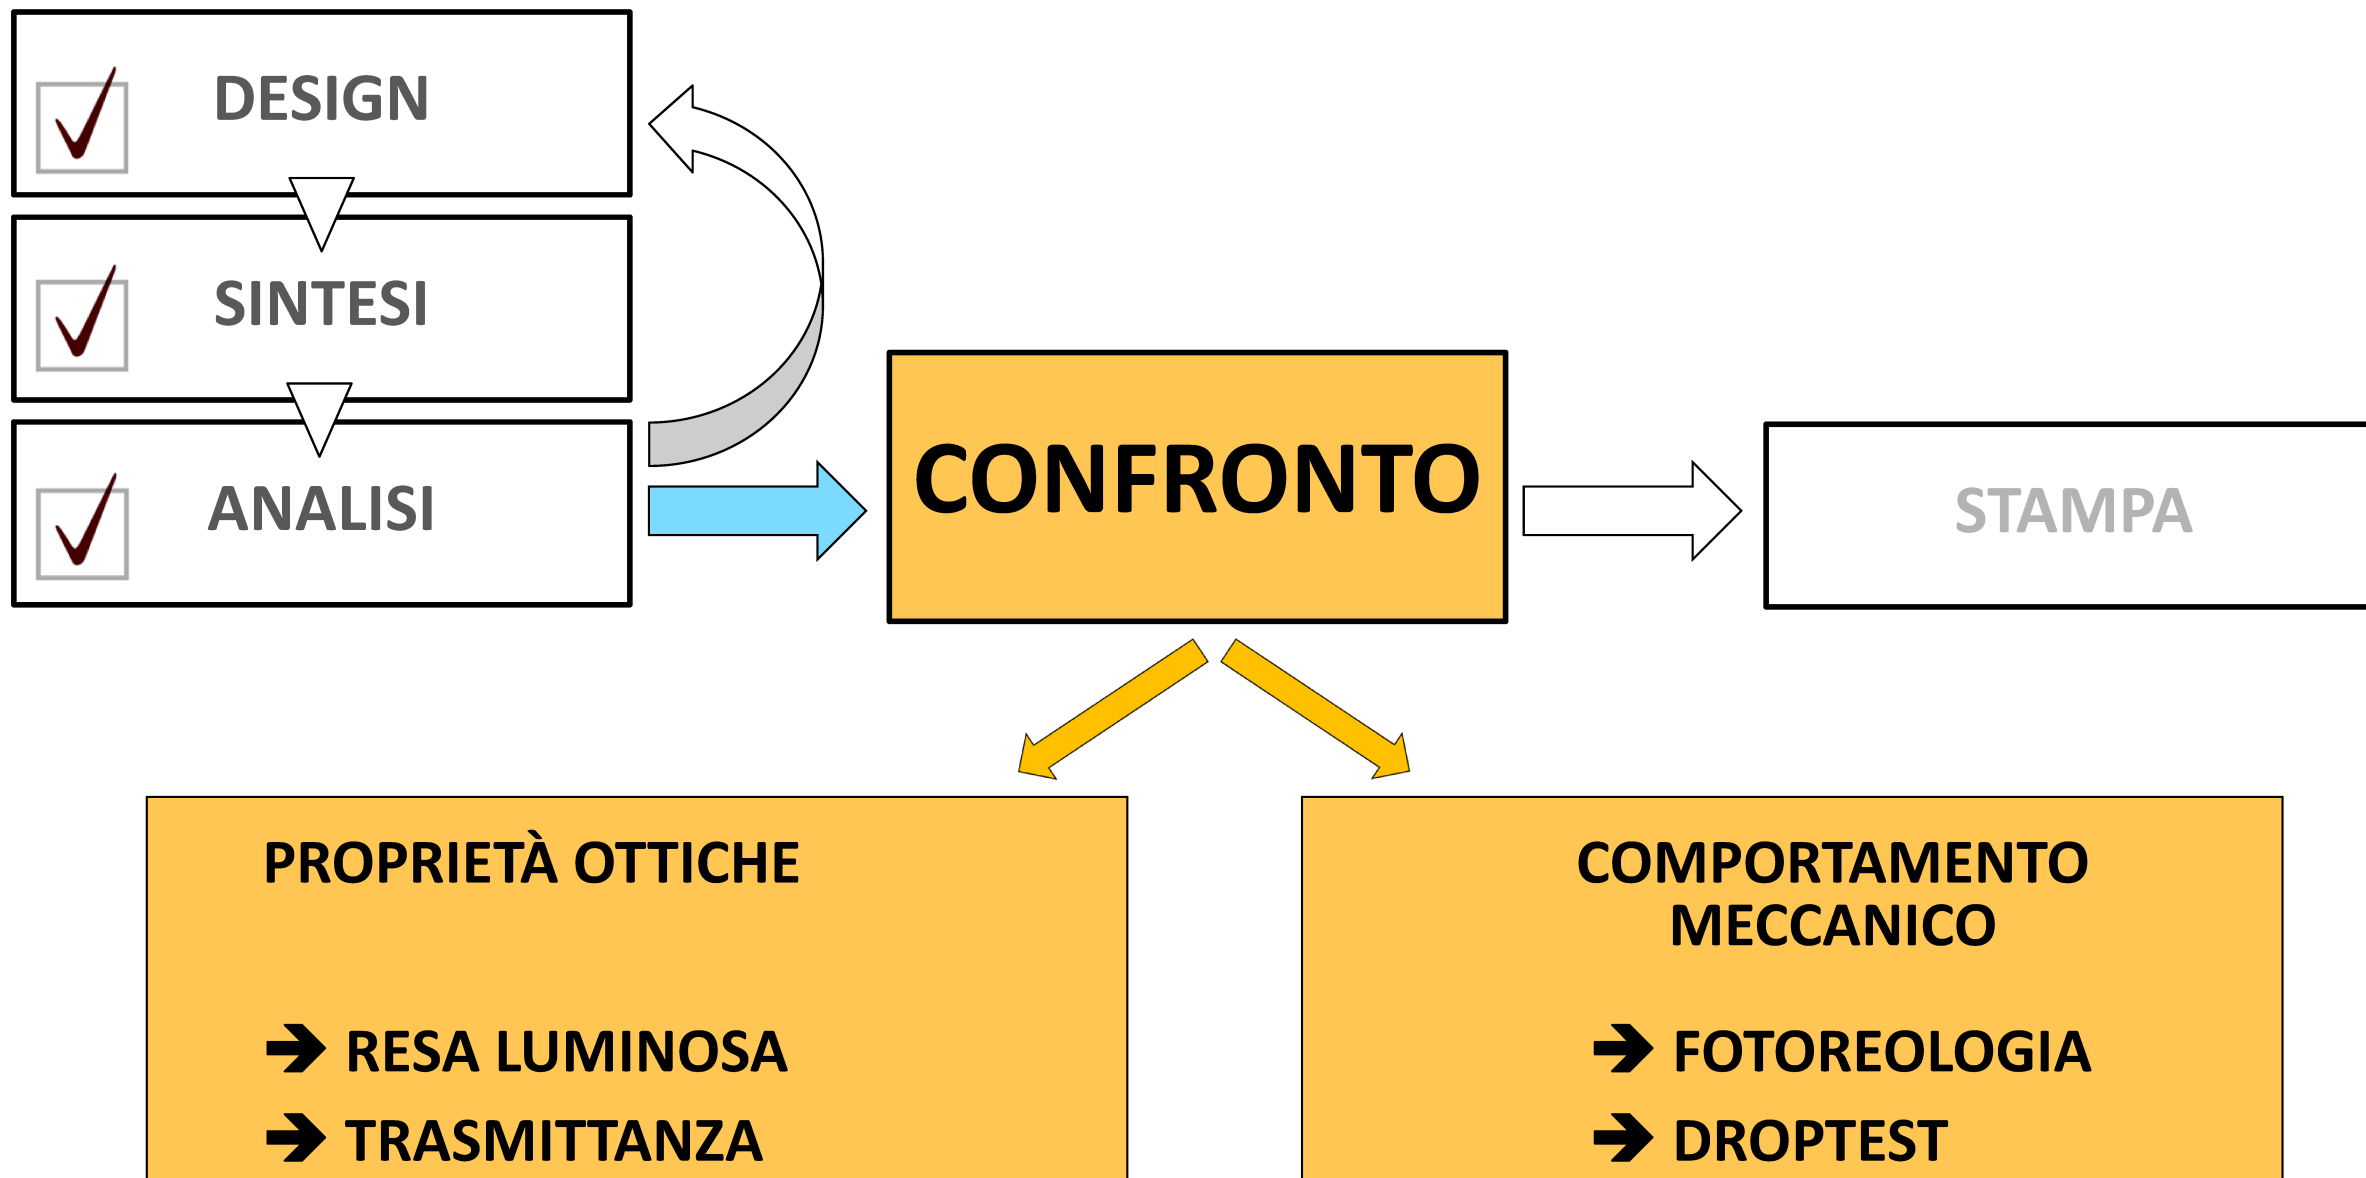 DESIGN
SINTESI
ANALISI
CONFRONTO
STAMPA
PROPRIETÀ OTTICHE
RESA LUMINOSA
TRASMITTANZA
COMPORTAMENTO
MECCANICO
FOTOREOLOGIA
DROPTEST